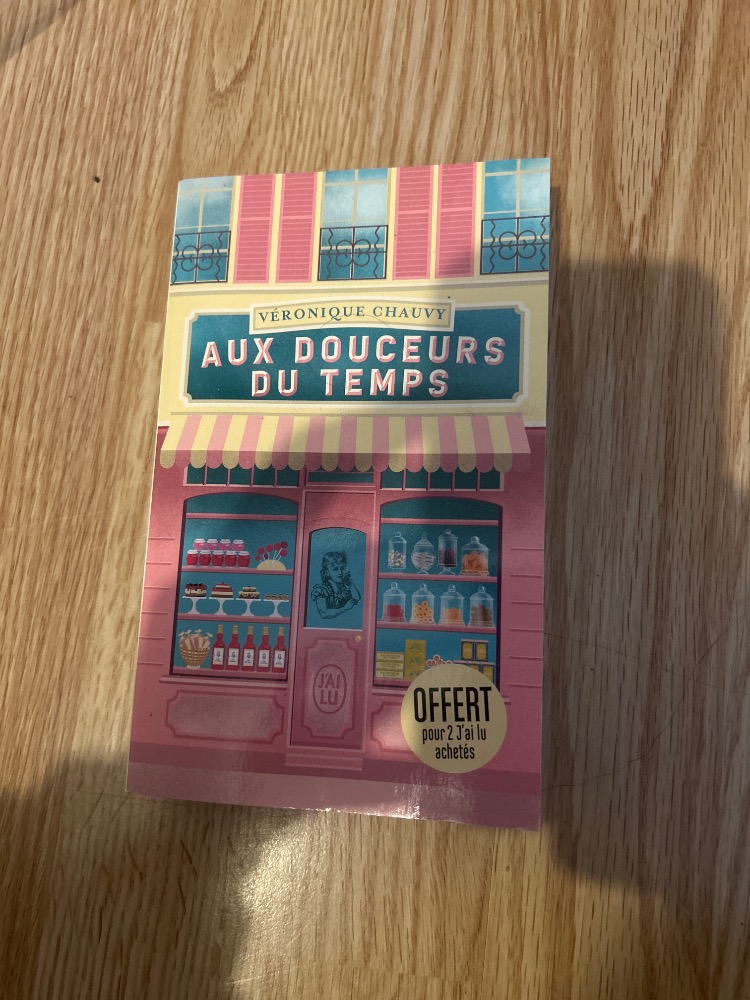 VÉRONIQUE CHAUVY
AUX DOUCEURS
DU TEMPS
J'AI
LU
OFFERT
pour 2 J'ai lu
achetés